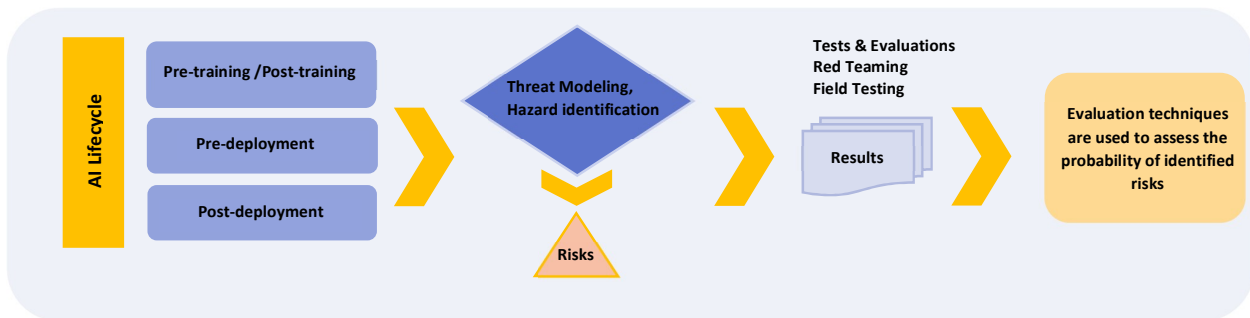 AI Lifecycle
Pre-training /Post-training
Pre-deployment
Post-deployment
Threat Modeling,
Hazard identification
Risks
Tests & Evaluations
Red Teaming
Field Testing
Results
Evaluation techniques
are used to assess the
probability of identified
risks